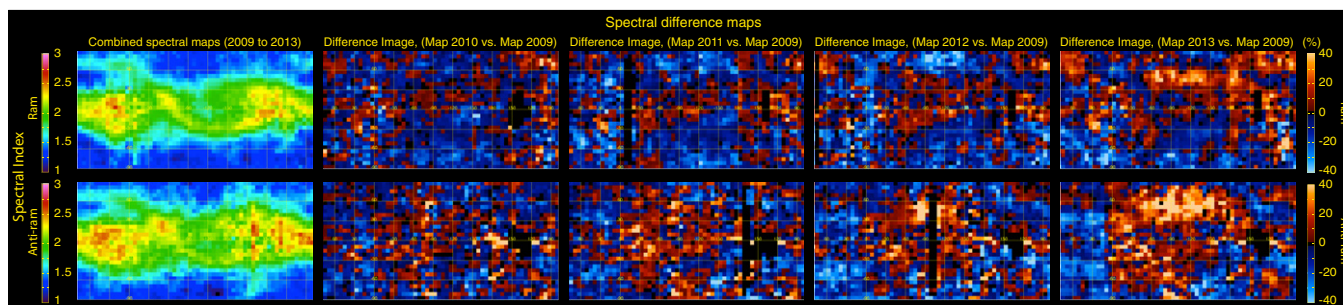 Spectral difference maps
Combined spectral maps (2009 to 2013)
Difference Image, (Map 2010 vs. Map 2009)
Difference Image, (Map 2011 vs. Map 2009)
Difference Image, (Map 2012 vs. Map 2009)
Difference Image, (Map 2013 vs. Map 2009)
(%)
Spectral Index
Ram
3
2.5
2
1.5
1
40
20
0
-20
-40
Anti-ram
3
2.5
2
1.5
1
40
20
0
-20
-40